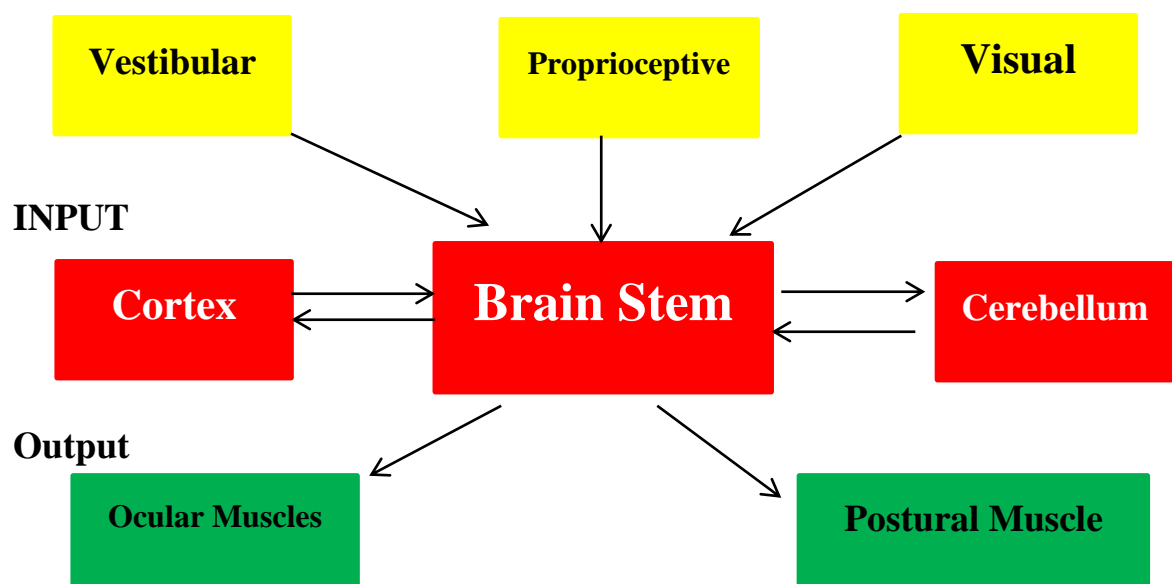 Vestibular
Proprioceptive
Visual
INPUT
Cortex
Brain Stem
Cerebellum
Output
Ocular Muscles
Postural Muscle